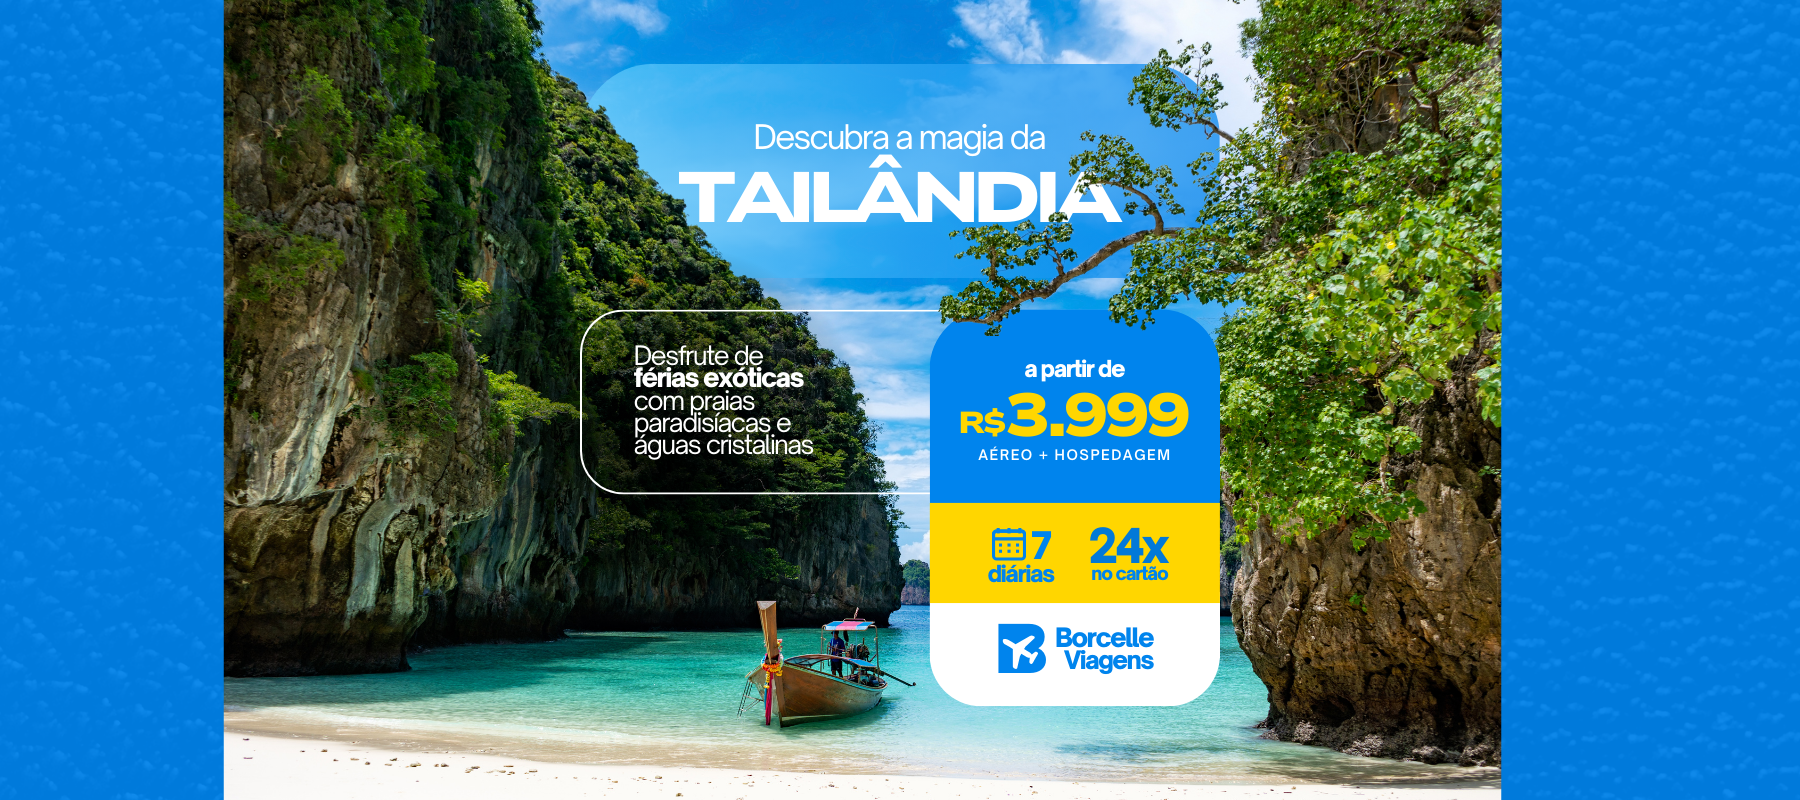 Descubra a magia da
TAILÂNDIA
Desfrute de
férias exóticas
com praias
paradisíacas e
águas cristalinas
a partir de
R$3.999
AÉREO + HOSPEDAGEM
7
diárias
24x
no cartão
Borcelle
Viagens